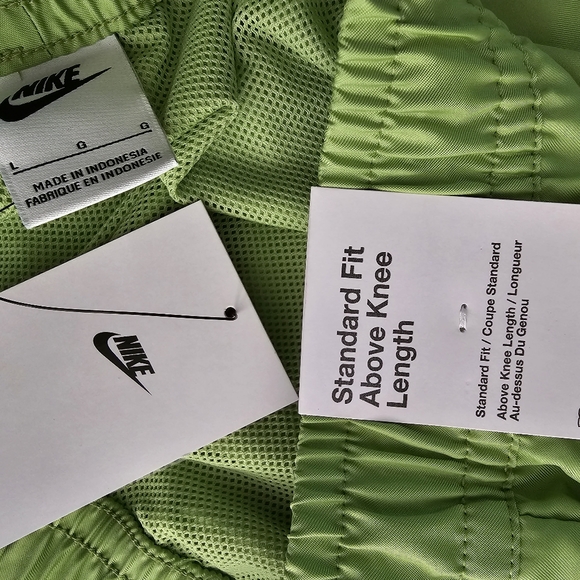 NIKE
L G G
MADE IN INDONESIA
FABRIQUE EN INDONESIE
NIKE
Standard Fit
Above Knee
Length
Standard Fit / Coupe Standard
Above Knee Length / Longueur
Au-dessus Du Genou